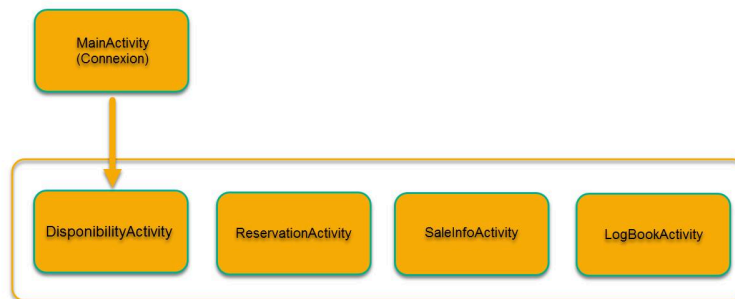 MainActivity
(Connexion)
DisponibilityActivity
ReservationActivity
SaleInfoActivity
LogBookActivity